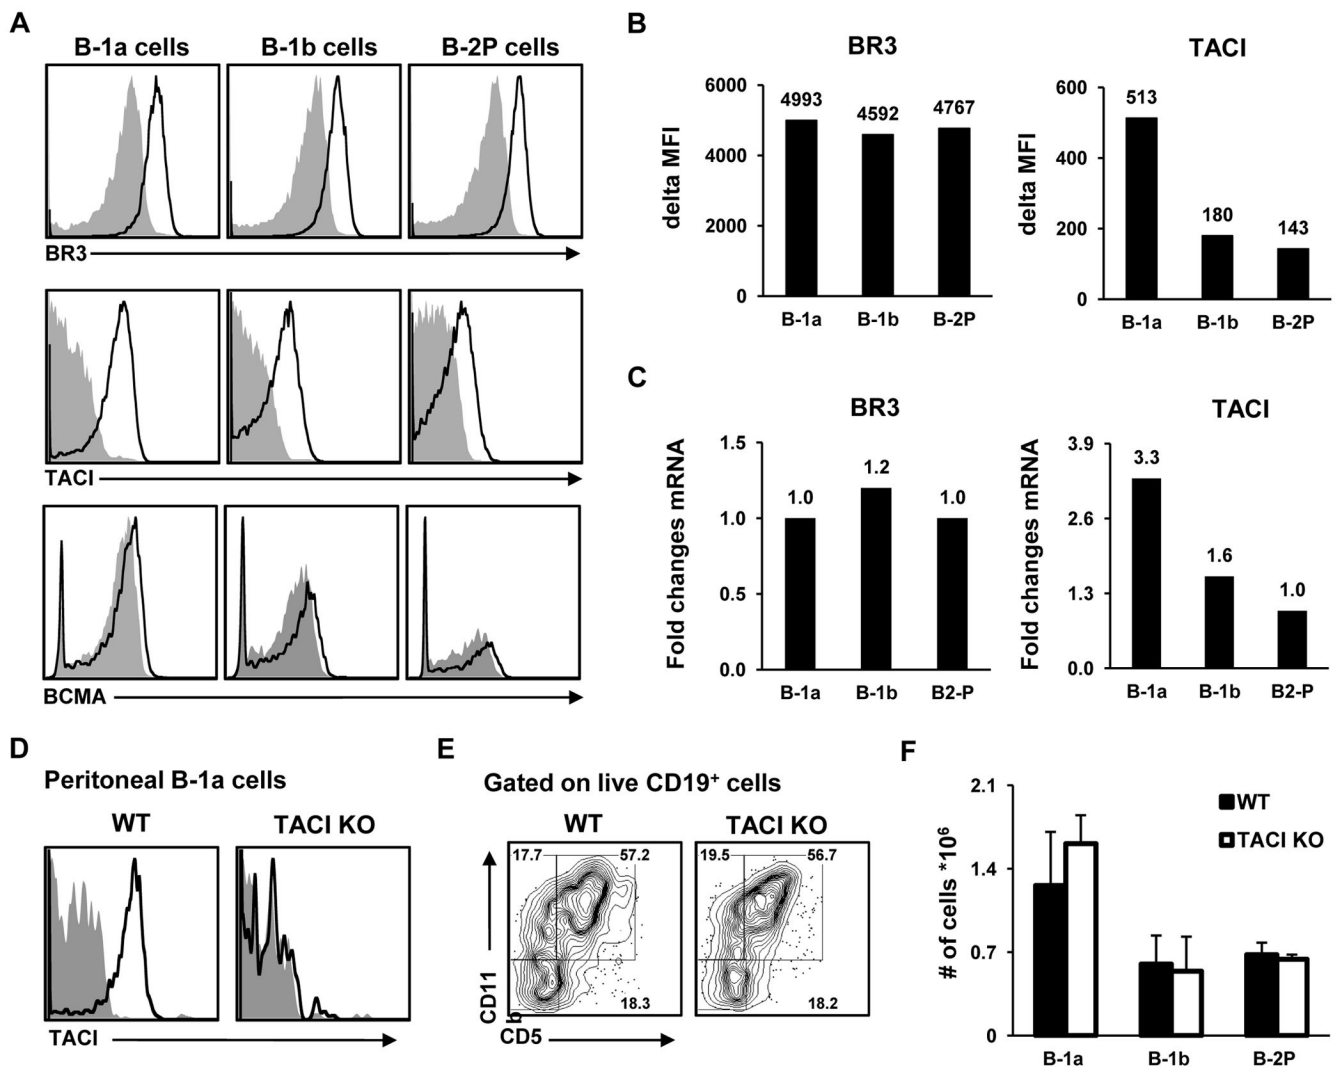 A
B-1a cells
B-1b cells
B-2P cells
BR3
TACI
BCMA
B
BR3
delta MFI
6000
4000
2000
0
4993
4592
4767
B-1a
B-1b
B-2P
TACI
delta MFI
600
400
200
0
513
180
143
B-1a
B-1b
B-2P
C
BR3
Fold changes mRNA
1.5
1.0
0.5
0.0
1.0
1.2
1.0
B-1a
B-1b
B2-P
TACI
Fold changes mRNA
3.9
2.6
1.3
0.0
3.3
1.6
1.0
B-1a
B-1b
B2-P
D
Peritoneal B-1a cells
WT
TACI KO
TACI
E
Gated on live CD19⁺ cells
WT
TACI KO
17.7
57.2
18.3
19.5
56.7
18.2
CD11
b
CD5
F
# of cells *10⁶
2.1
1.4
0.7
0
WT
TACI KO
B-1a
B-1b
B-2P